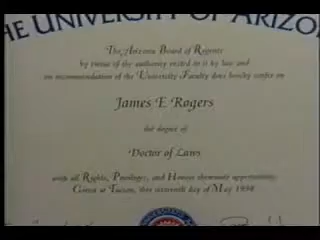 THE UNIVERSITY OF ARIZON
The Arizona Board of Regents
by virtue of the authority vested in it by law and
on recommendation of the University Faculty does hereby confer on
James E Rogers
the degree of
Doctor of Laws
with all Rights, Privileges, and Honors thereunto appertaining
Given at Tucson, this sixteenth day of May 1998